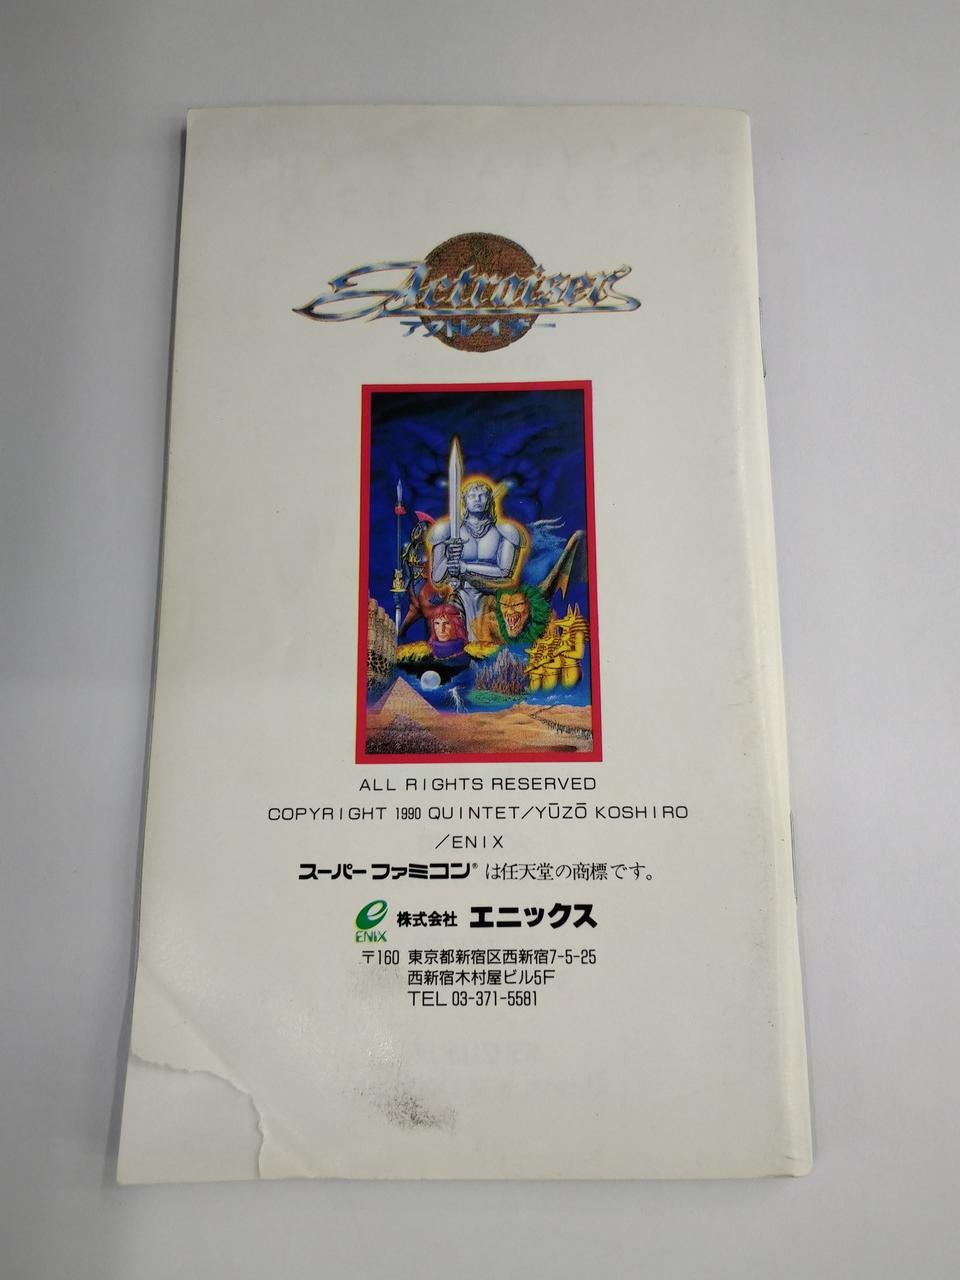 Actraiser
アクトレイザー
ALL RIGHTS RESERVED
COPYRIGHT 1990 QUINTET/YŪZŌ KOSHIRO
/ENIX
スーパーファミコン®は任天堂の商標です。
ENIX 株式会社 エニックス
〒160 東京都新宿区西新宿7-5-25
西新宿木村屋ビル5F
TEL 03-371-5581